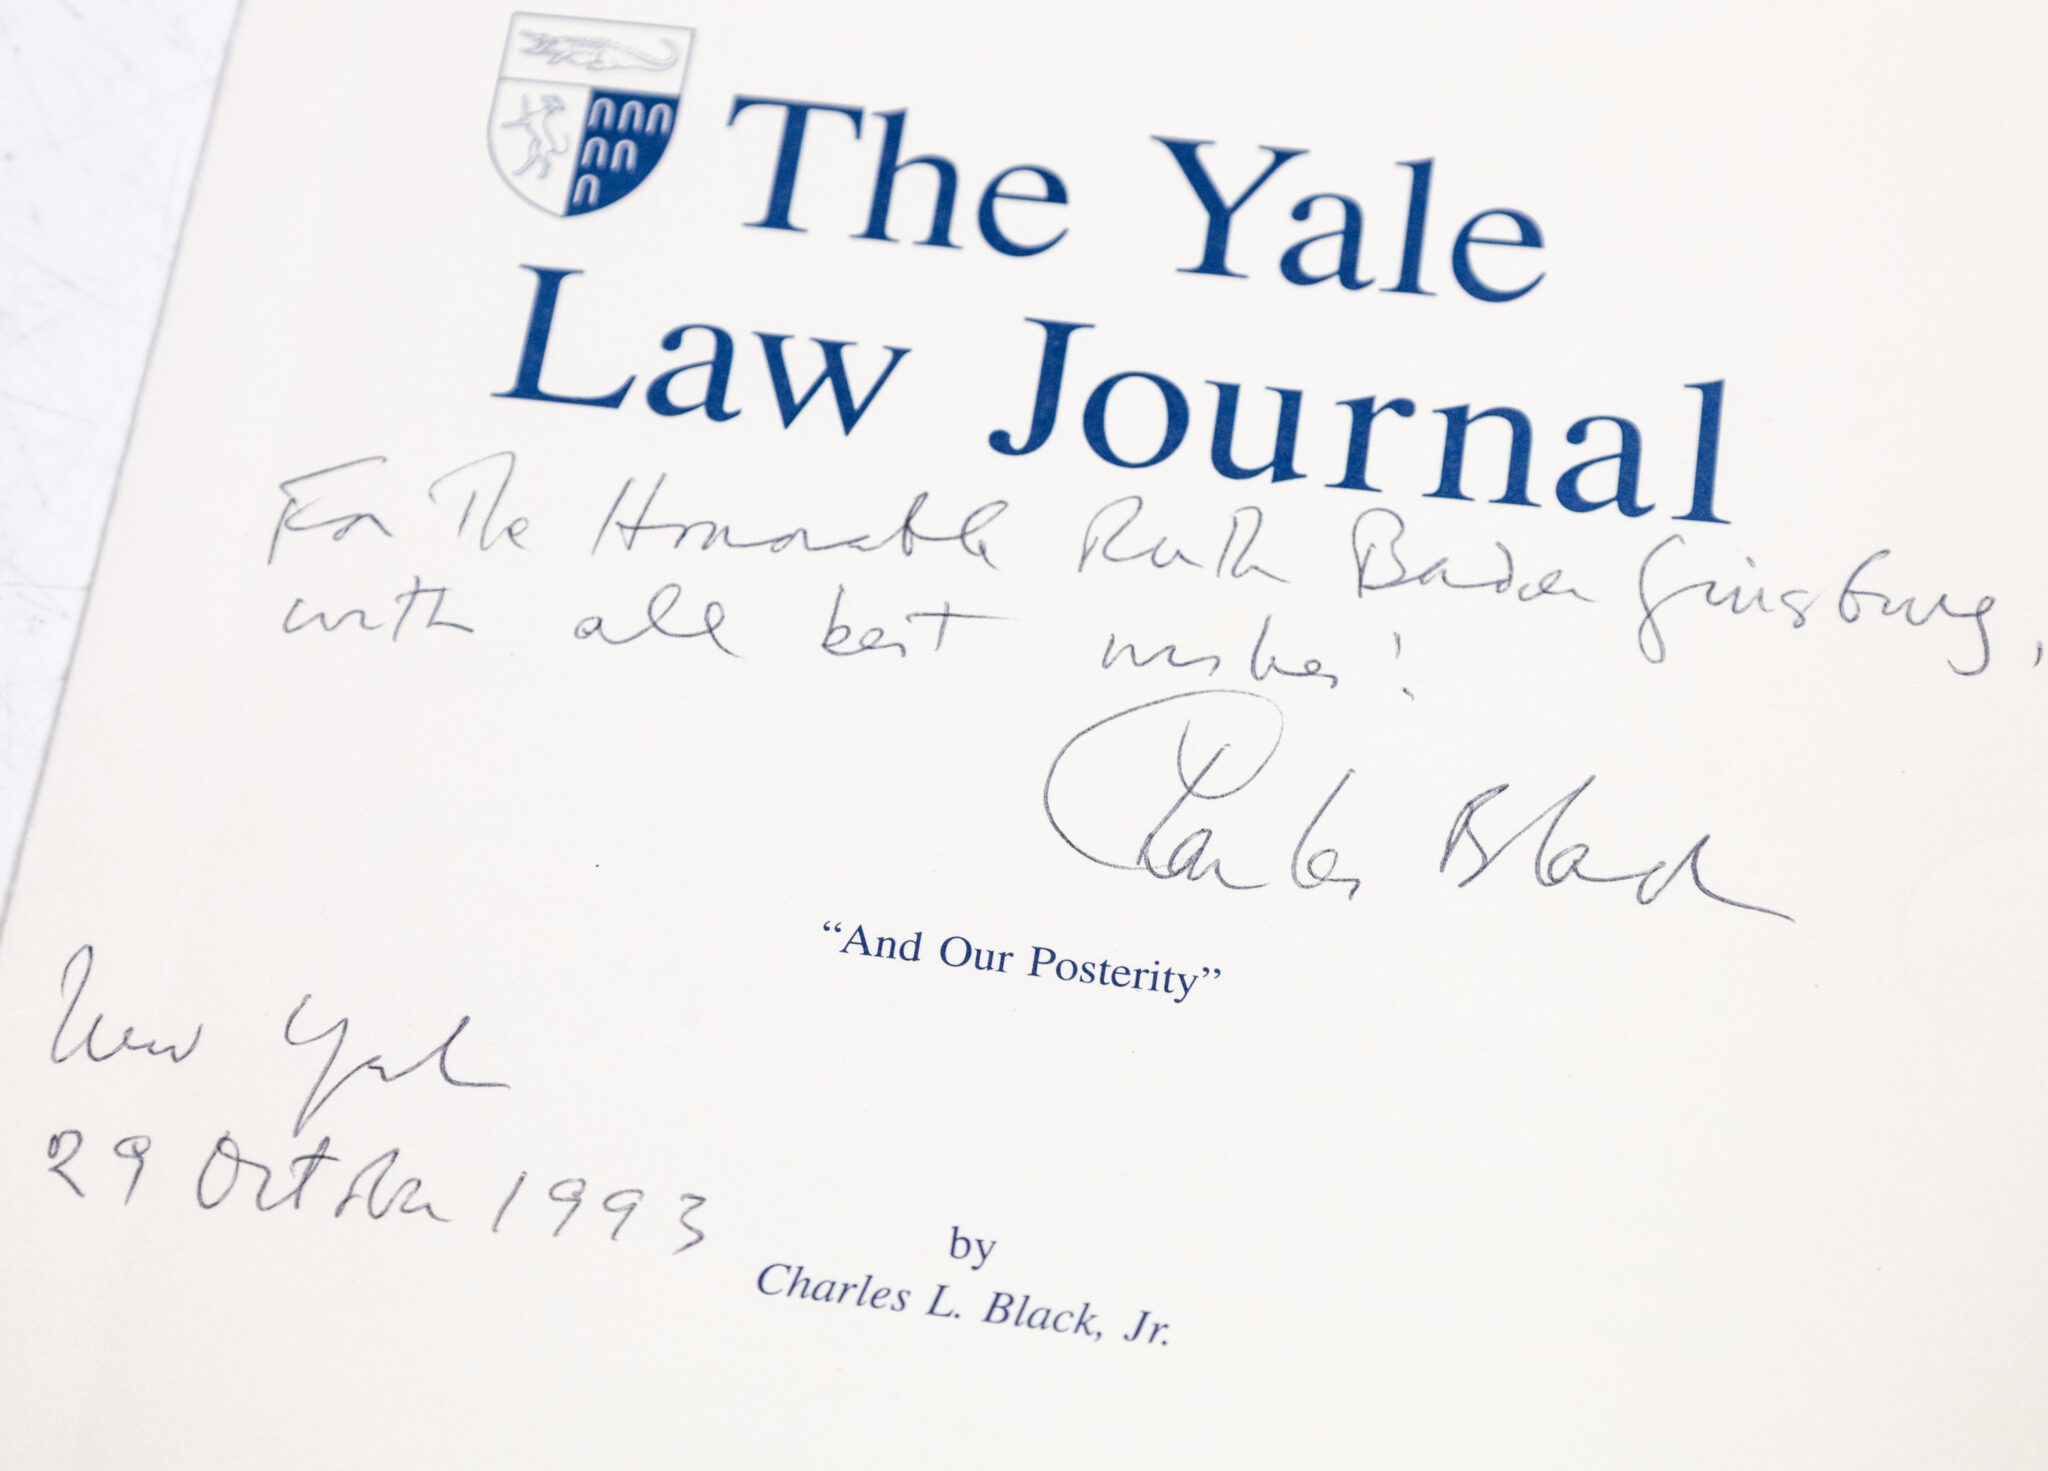 The Yale
Law Journal
For The Honorable Ruth Bader Ginsburg,
with all best wishes!
Charles Black
"And Our Posterity"
New York
29 October 1993
by
Charles L. Black, Jr.